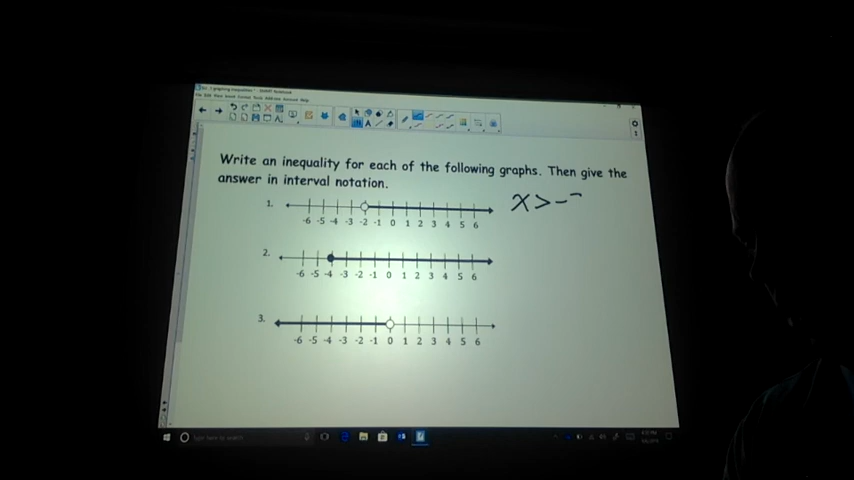 Write an inequality for each of the following graphs. Then give the
answer in interval notation.
1.
x > -
-6 -5 -4 -3 -2 -1 0 1 2 3 4 5 6
2.
-6 -5 -4 -3 -2 -1 0 1 2 3 4 5 6
3.
-6 -5 -4 -3 -2 -1 0 1 2 3 4 5 6